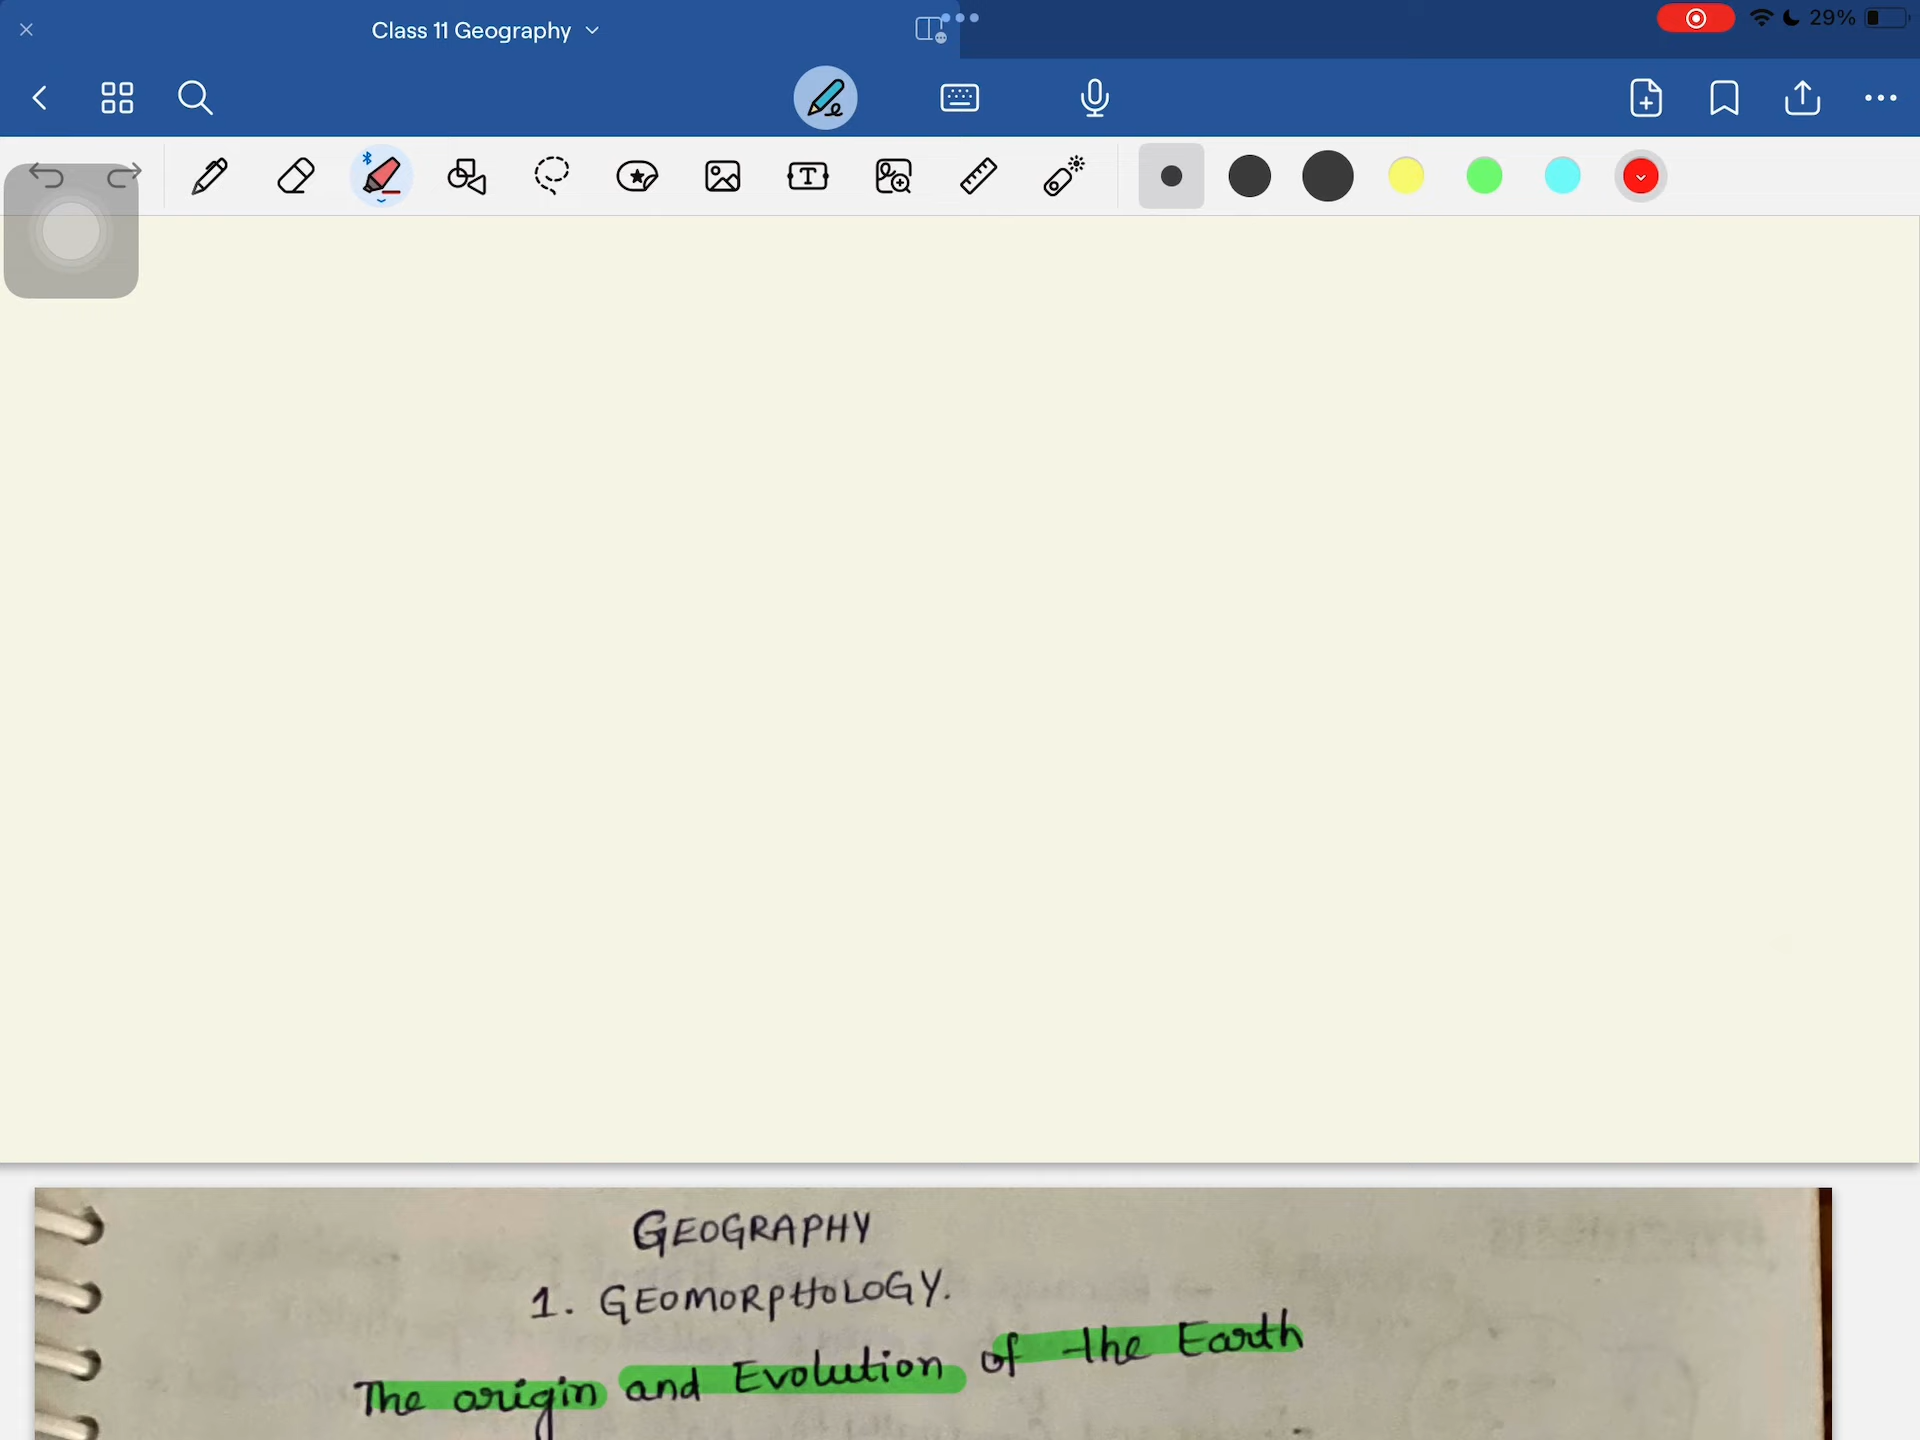 Class 11 Geography
29%
GEOGRAPHY
1. GEOMORPHOLOGY.
The origin and Evolution of the Earth